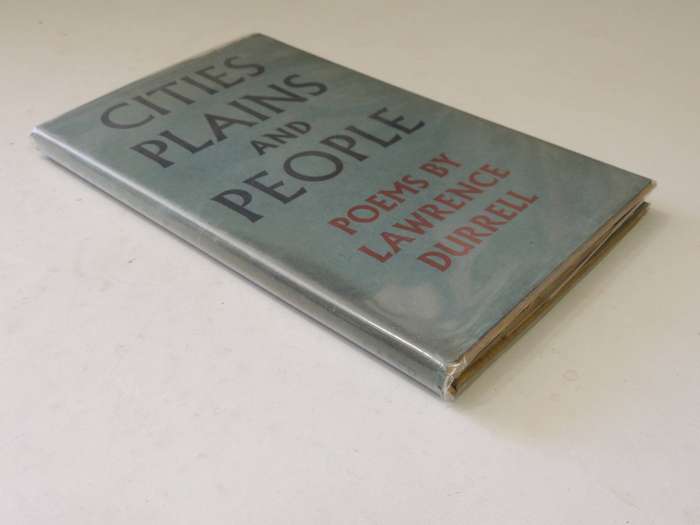 CITIES
PLAINS
AND
PEOPLE
POEMS BY
LAWRENCE
DURRELL